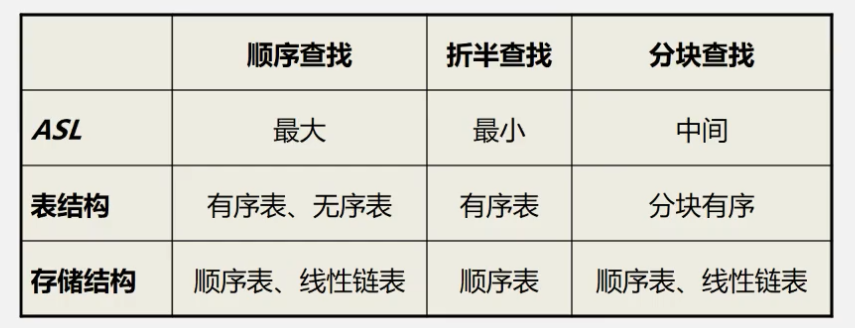 顺序查找 折半查找 分块查找
ASL 最大 最小 中间
表结构 有序表、无序表 有序表 分块有序
存储结构 顺序表、线性链表 顺序表 顺序表、线性链表